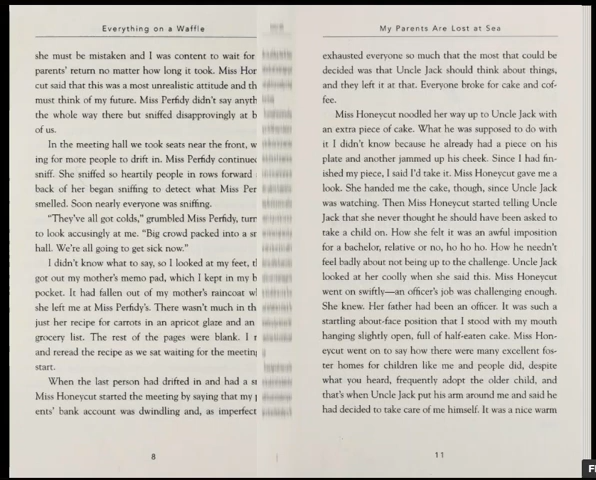 Everything on a Waffle
she must be mistaken and I was content to wait for
parents' return no matter how long it took. Miss Hor
cut said that this was a most unrealistic attitude and th
must think of my future. Miss Perfidy didn't say anyth
the whole way there but sniffed disapprovingly at b
of us.
In the meeting hall we took seats near the front, w
ing for more people to drift in. Miss Perfidy continued
sniff. She sniffed so heartily people in rows forward
back of her began sniffing to detect what Miss Per
smelled. Soon nearly everyone was sniffing.
"They've all got colds," grumbled Miss Perfidy, turr
to look accusingly at me. "Big crowd packed into a sr
hall. We're all going to get sick now."
I didn't know what to say, so I looked at my feet, tl
got out my mother's memo pad, which I kept in my b
pocket. It had fallen out of my mother's raincoat wl
she left me at Miss Perfidy's. There wasn't much in th
just her recipe for carrots in an apricot glaze and an
grocery list. The rest of the pages were blank. I r
and reread the recipe as we sat waiting for the meeting
start.
When the last person had drifted in and had a se
Miss Honeycut started the meeting by saying that my p
ents' bank account was dwindling and, as imperfect
8
My Parents Are Lost at Sea
exhausted everyone so much that the most that could be
decided was that Uncle Jack should think about things,
and they left it at that. Everyone broke for cake and cof-
fee.
Miss Honeycut noodled her way up to Uncle Jack with
an extra piece of cake. What he was supposed to do with
it I didn't know because he already had a piece on his
plate and another jammed up his cheek. Since I had fin-
ished my piece, I said I'd take it. Miss Honeycut gave me a
look. She handed me the cake, though, since Uncle Jack
was watching. Then Miss Honeycut started telling Uncle
Jack that she never thought he should have been asked to
take a child on. How she felt it was an awful imposition
for a bachelor, relative or no, ho ho ho. How he needn't
feel badly about not being up to the challenge. Uncle Jack
looked at her coolly when she said this. Miss Honeycut
went on swiftly—an officer's job was challenging enough.
She knew. Her father had been an officer. It was such a
startling about-face position that I stood with my mouth
hanging slightly open, full of half-eaten cake. Miss Hon-
eycut went on to say how there were many excellent fos-
ter homes for children like me and people did, despite
what you heard, frequently adopt the older child, and
that's when Uncle Jack put his arm around me and said he
had decided to take care of me himself. It was a nice warm
11